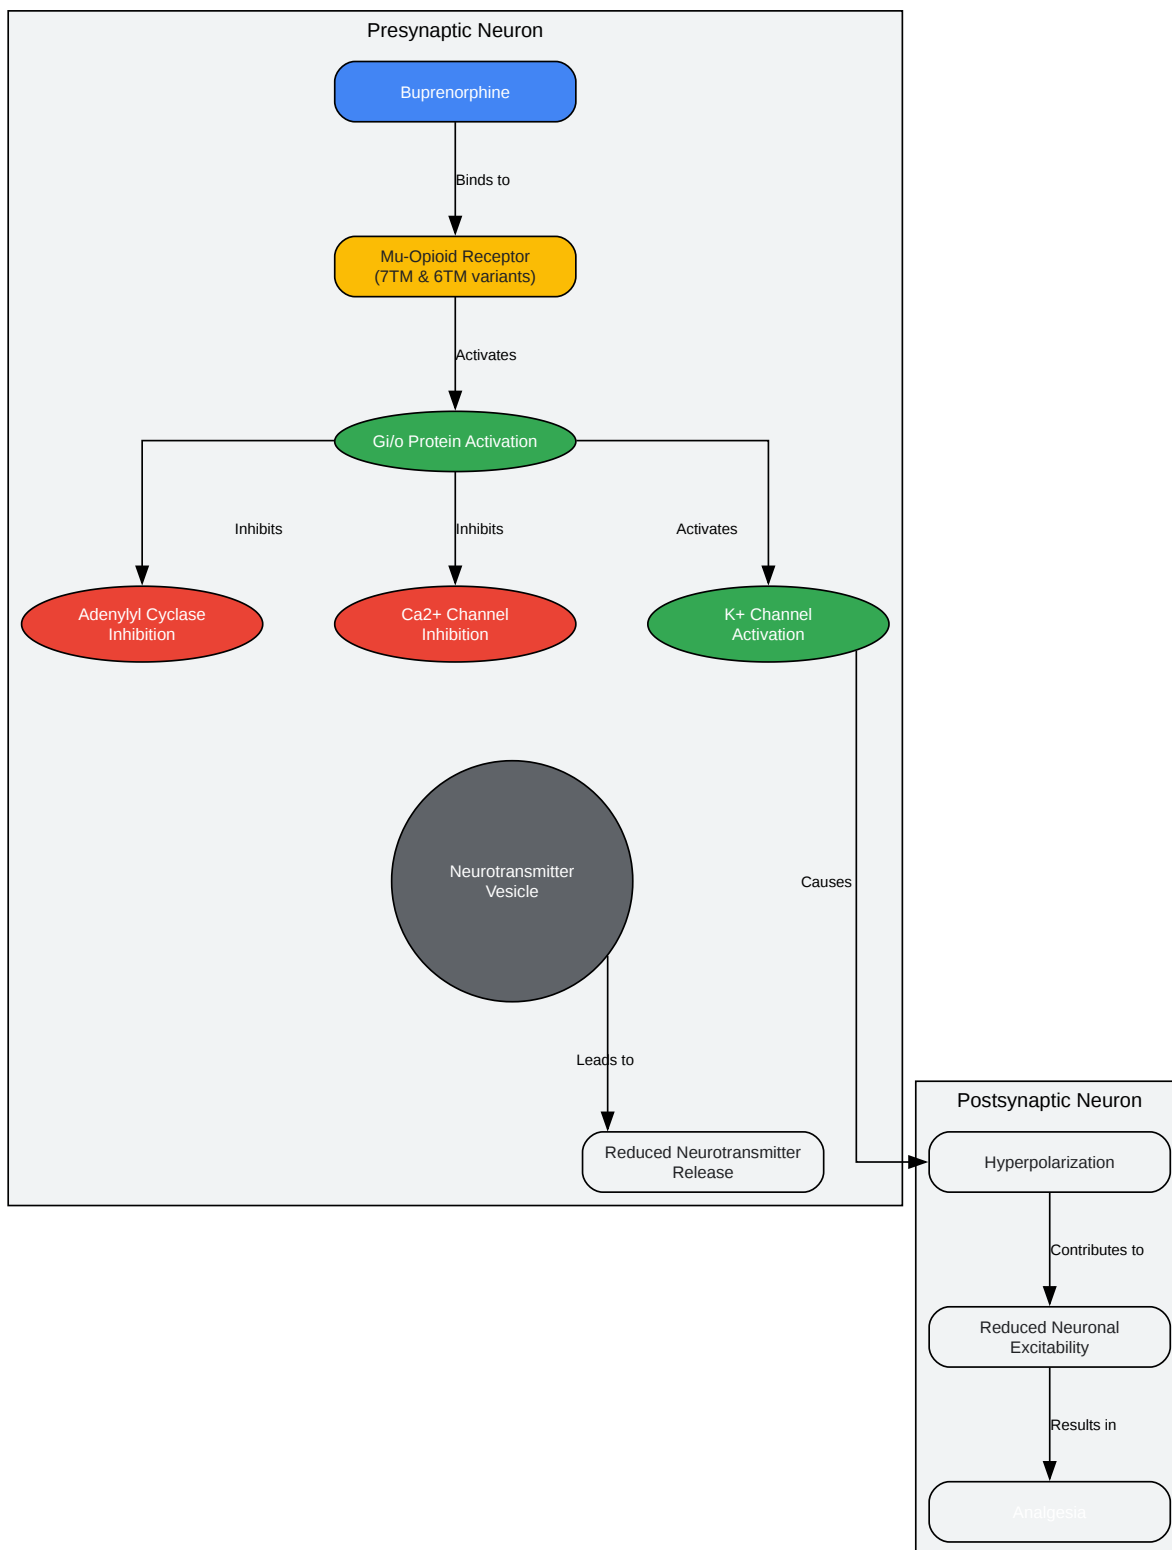 Presynaptic Neuron
Buprenorphine
Binds to
Mu-Opioid Receptor
(7TM & 6TM variants)
Activates
Gi/o Protein Activation
Inhibits
Inhibits
Activates
Adenylyl Cyclase
Inhibition
Ca2+ Channel
Inhibition
K+ Channel
Activation
Neurotransmitter
Vesicle
Causes
Leads to
Reduced Neurotransmitter
Release
Postsynaptic Neuron
Hyperpolarization
Contributes to
Reduced Neuronal
Excitability
Results in
Analgesia